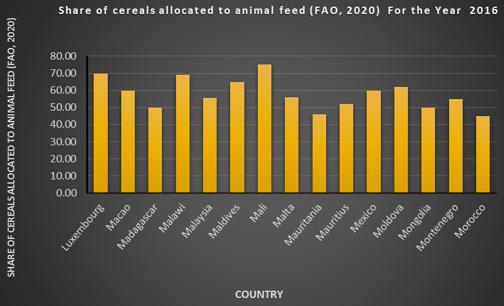 Share of cereals allocated to animal feed (FAO, 2020) For the Year 2016
SHARE OF CEREALS ALLOCATED TO ANIMAL FEED (FAO, 2020)
80.00
70.00
60.00
50.00
40.00
30.00
20.00
10.00
0.00
Luxembourg
Macao
Madagascar
Malawi
Malaysia
Maldives
Mali
Malta
Mauritania
Mauritius
Mexico
Moldova
Mongolia
Montenegro
Morocco
COUNTRY